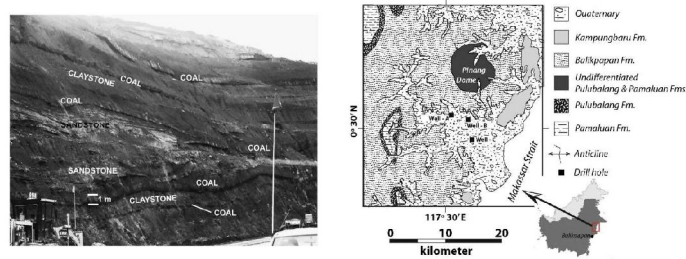 CLAYSTONE
COAL
COAL
COAL
SANDSTONE
COAL
SANDSTONE
COAL
1 m
CLAYSTONE
COAL
Pinang
Dome
Well - B
Well
0° 30' N
117° 30' E
Makassar Strait
0 10 20
kilometer
Quaternary
Kampungbaru Fm.
Balikpapan Fm.
Undifferentiated
Pulubalang & Pamaluan Fms
Pulubalang Fm.
Pamaluan Fm.
Anticline
Drill hole
Balikpapan